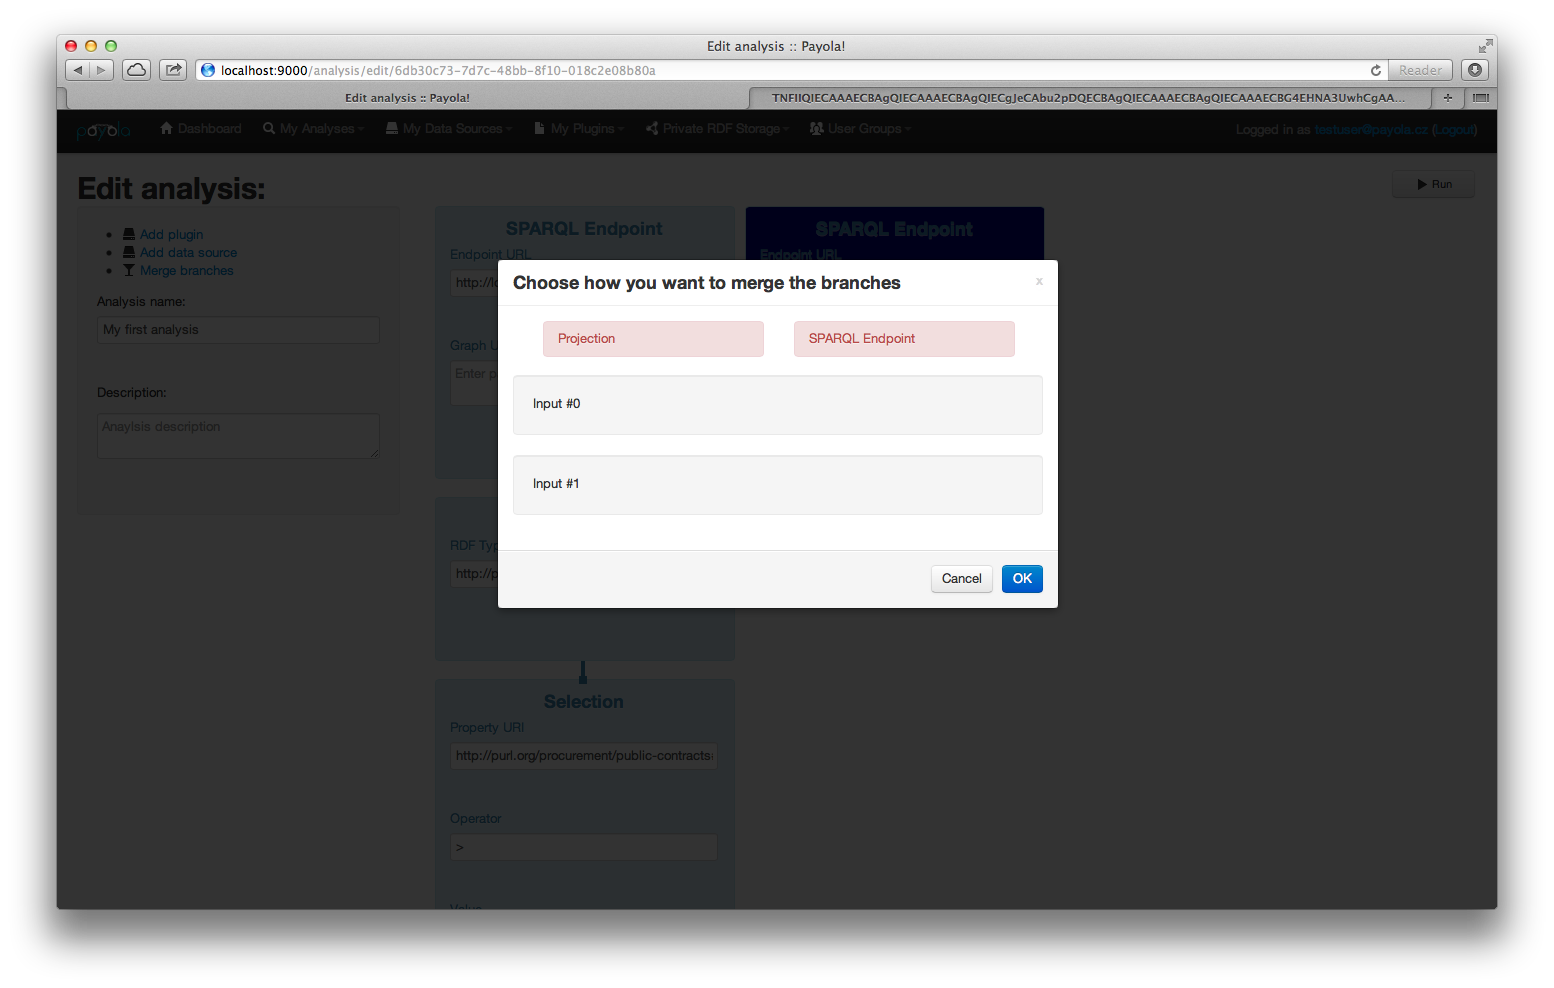 Edit analysis :: Payola!
localhost:9000/analysis/edit/6db30c73-7d7c-48bb-8f10-018c2e08b80a
Reader
Edit analysis :: Payola!
TNFIIQIECAAAECBAgQIECAAAECBAgQIECgJeCAbu2pDQECBAgQIECAAAECBAgQIECAAAECBG4EHNA3UwhCgAA...
payola
Dashboard
My Analyses
My Data Sources
My Plugins
Private RDF Storage
User Groups
Logged in as testuser@payola.cz (Logout)
Edit analysis:
Run
Add plugin
Add data source
Merge branches
Analysis name:
My first analysis
Description:
Anaylsis description
SPARQL Endpoint
Endpoint URL
http://lo
Graph U
Enter p
SPARQL Endpoint
Endpoint URL
Choose how you want to merge the branches
x
Projection
SPARQL Endpoint
Input #0
Input #1
Cancel
OK
RDF Typ
http://p
Selection
Property URI
http://purl.org/procurement/public-contracts
Operator
>
Value